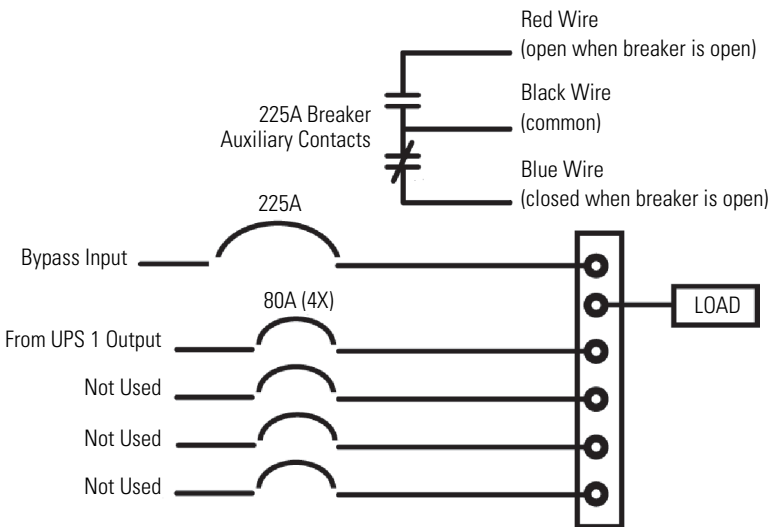 Red Wire
(open when breaker is open)
Black Wire
(common)
225A Breaker
Auxiliary Contacts
Blue Wire
(closed when breaker is open)
225A
Bypass Input
80A (4X)
LOAD
From UPS 1 Output
Not Used
Not Used
Not Used